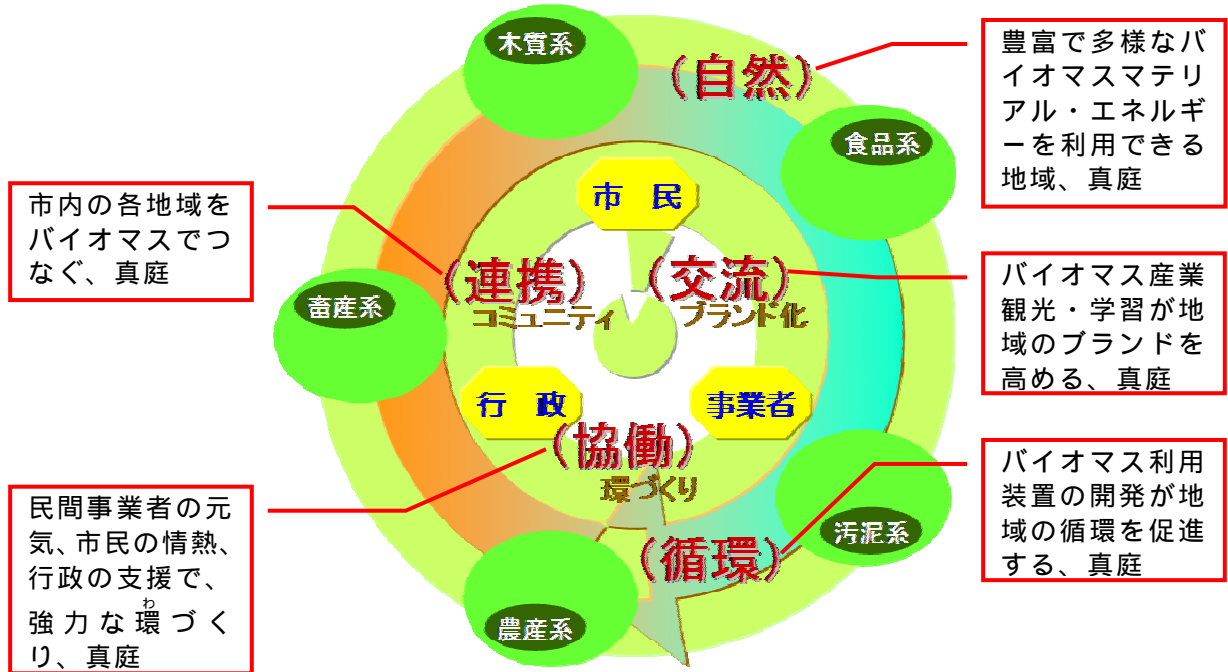 木質系
(自然)
豊富で多様なバ
イオマスマテリ
アル・エネルギ
ーを利用できる
地域、真庭
食品系
市民
市内の各地域を
バイオマスでつ
なぐ、真庭
(連携)
コミュニティ
(交流)
ブランド化
バイオマス産業
観光・学習が地
域のブランドを
高める、真庭
畜産系
行政
事業者
(協働)
環づくり
バイオマス利用
装置の開発が地
域の循環を促進
する、真庭
汚泥系
民間事業者の元
気、市民の情熱、
行政の支援で、
わ
強力な環づく
り、真庭
(循環)
農産系